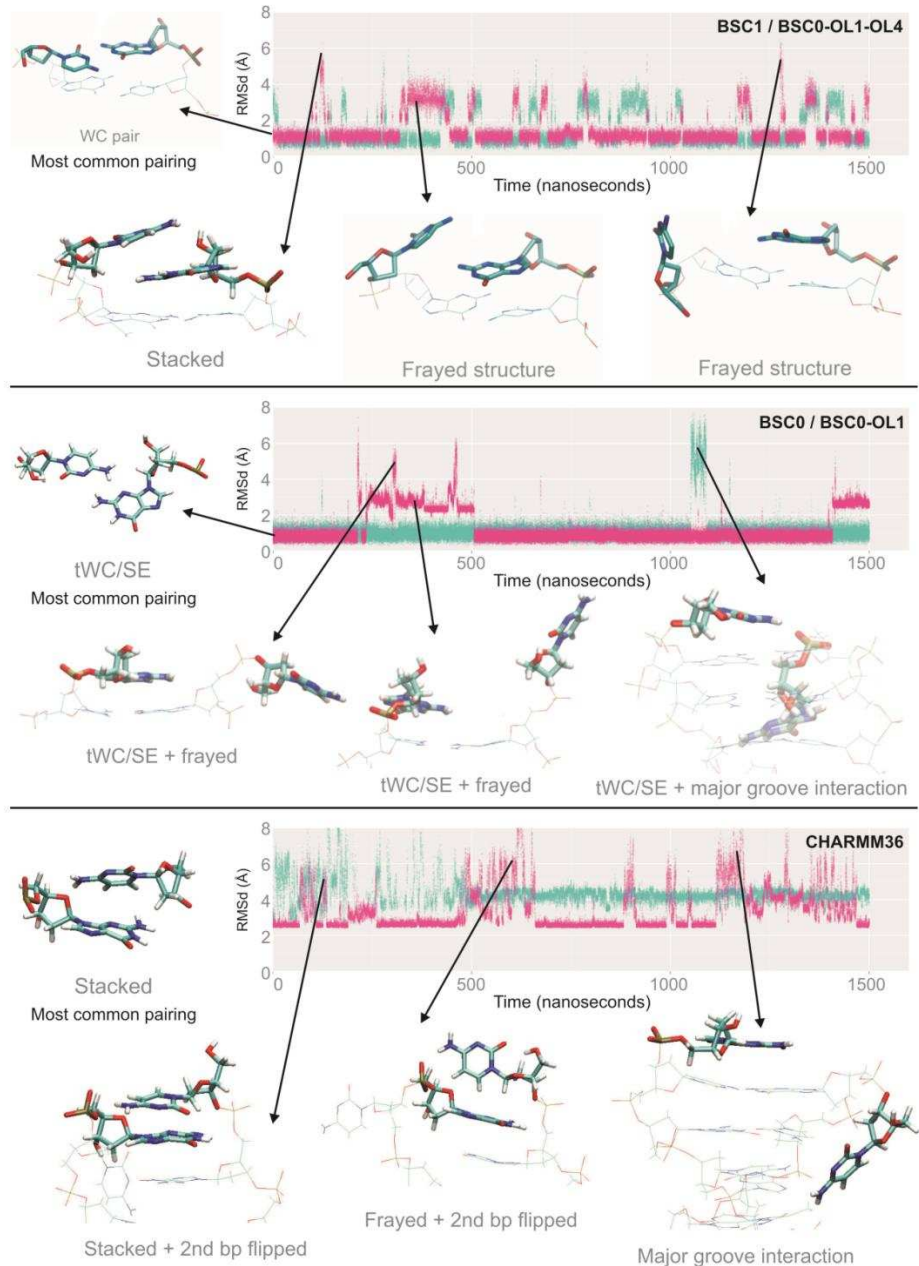 BSC1 / BSC0-OL1-OL4
8
6
4
2
0
RMSd (Å)
0
500
1000
1500
Time (nanoseconds)
WC pair
Most common pairing
Stacked
Frayed structure
Frayed structure
BSC0 / BSC0-OL1
8
6
4
2
0
RMSd (Å)
0
500
1000
1500
Time (nanoseconds)
tWC/SE
Most common pairing
tWC/SE + frayed
tWC/SE + frayed
tWC/SE + major groove interaction
CHARMM36
8
6
4
2
0
RMSd (Å)
0
500
1000
1500
Time (nanoseconds)
Stacked
Most common pairing
Stacked + 2nd bp flipped
Frayed + 2nd bp flipped
Major groove interaction